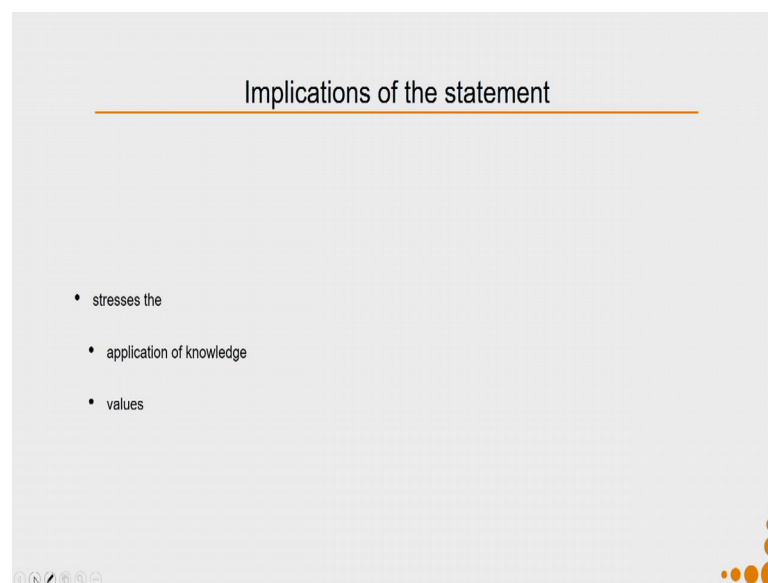 Implications of the statement
• stresses the
• application of knowledge
• values